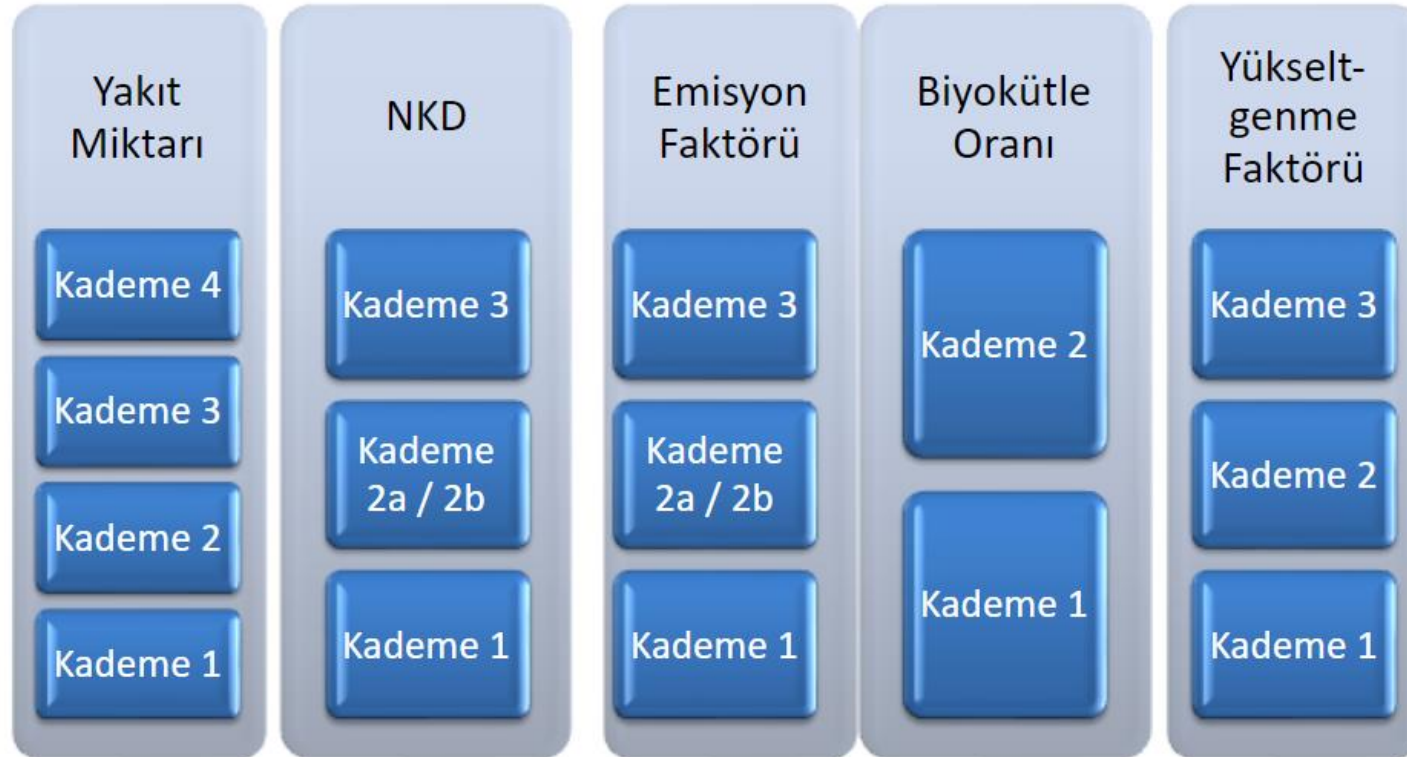 Yakıt
Miktarı
Kademe 4
Kademe 3
Kademe 2
Kademe 1
NKD
Kademe 3
Kademe
2a / 2b
Kademe 1
Emisyon
Faktörü
Kademe 3
Kademe
2a / 2b
Kademe 1
Biyokütle
Oranı
Kademe 2
Kademe 1
Yükselt-
genme
Faktörü
Kademe 3
Kademe 2
Kademe 1